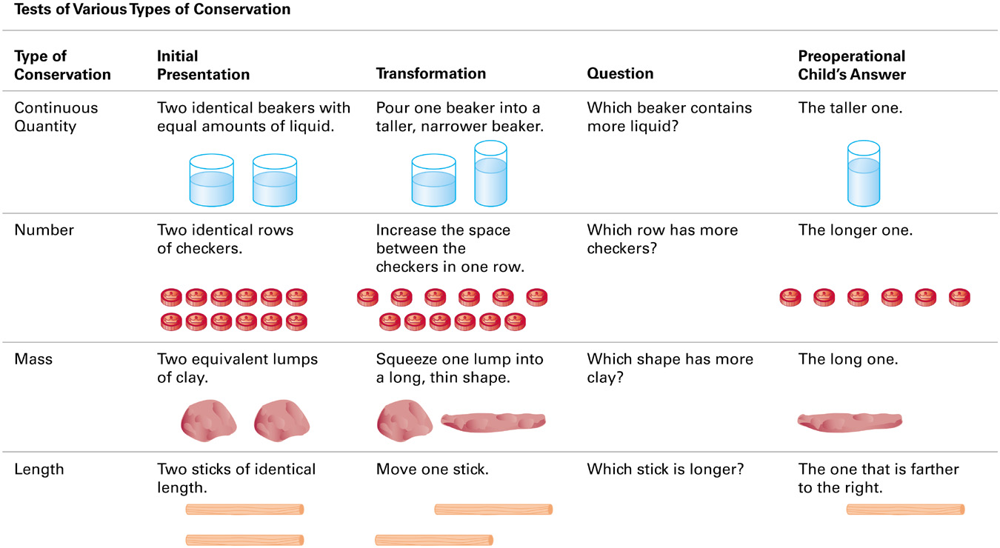 Tests of Various Types of Conservation
Type of
Conservation
Initial
Presentation
Transformation
Question
Preoperational
Child's Answer
Continuous
Quantity
Two identical beakers with
equal amounts of liquid.
Pour one beaker into a
taller, narrower beaker.
Which beaker contains
more liquid?
The taller one.
Number
Two identical rows
of checkers.
Increase the space
between the
checkers in one row.
Which row has more
checkers?
The longer one.
Mass
Two equivalent lumps
of clay.
Squeeze one lump into
a long, thin shape.
Which shape has more
clay?
The long one.
Length
Two sticks of identical
length.
Move one stick.
Which stick is longer?
The one that is farther
to the right.